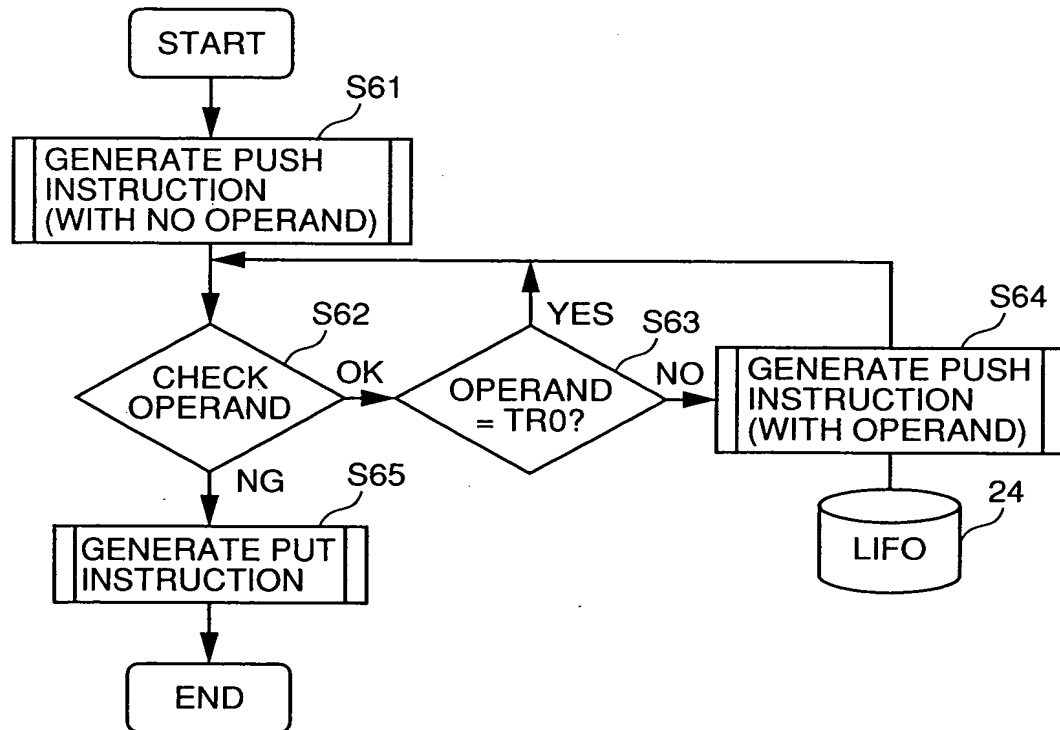 START
S61
GENERATE PUSH
INSTRUCTION
(WITH NO OPERAND)
S62
CHECK
OPERAND
OK
NG
YES
S63
OPERAND
= TR0?
NO
S64
GENERATE PUSH
INSTRUCTION
(WITH OPERAND)
24
LIFO
S65
GENERATE PUT
INSTRUCTION
END